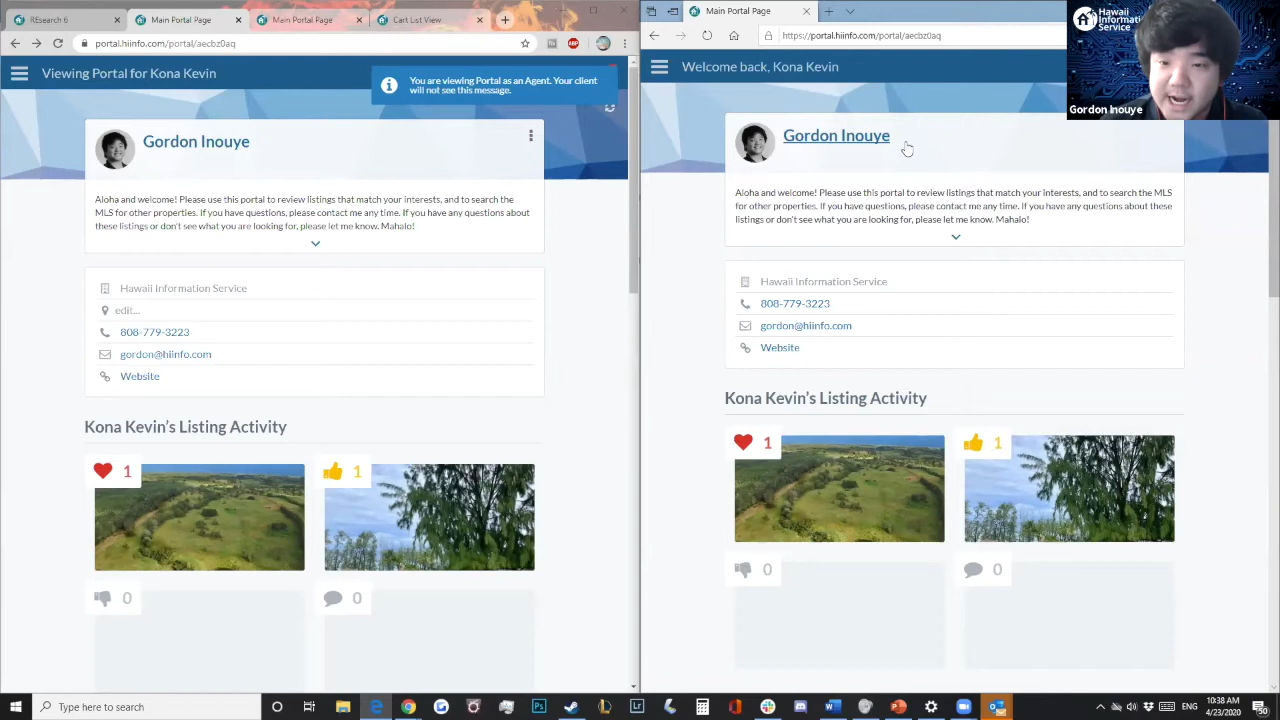 RSearch Home
Main Portal Page
Main Portal Page
Cart List View
portal.hiinfo.com/portal/aecbz0aq
ABP
Viewing Portal for Kona Kevin
You are viewing Portal as an Agent. Your client
will not see this message.
Gordon Inouye
Aloha and welcome! Please use this portal to review listings that match your interests, and to search the
MLS for other properties. If you have questions, please contact me any time. If you have any questions about
these listings or don't see what you are looking for, please let me know. Mahalo!
Hawaii Information Service
edit...
808-779-3223
gordon@hiinfo.com
Website
Kona Kevin's Listing Activity
1
1
0
0
Main Portal Page
https://portal.hiinfo.com/portal/aecbz0aq
Welcome back, Kona Kevin
Hawaii
Information
Service
Gordon Inouye
Gordon Inouye
Aloha and welcome! Please use this portal to review listings that match your interests, and to search the MLS
for other properties. If you have questions, please contact me any time. If you have any questions about these
listings or don't see what you are looking for, please let me know. Mahalo!
Hawaii Information Service
808-779-3223
gordon@hiinfo.com
Website
Kona Kevin's Listing Activity
1
1
0
0
Type here to search
Ps
Lr
ENG
10:38 AM
4/23/2020
50